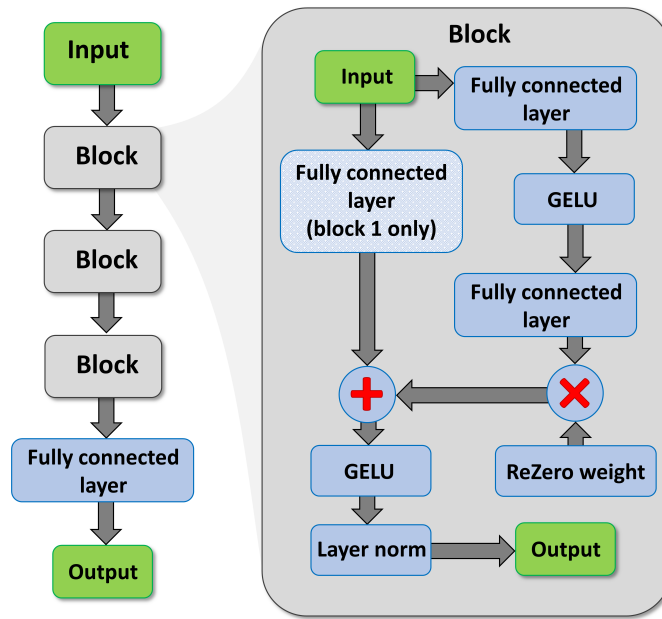 Input
Block
Block
Block
Fully connected
layer
Output
Block
Input
Fully connected
layer
Fully connected
layer
(block 1 only)
GELU
Fully connected
layer
GELU
ReZero weight
Layer norm
Output